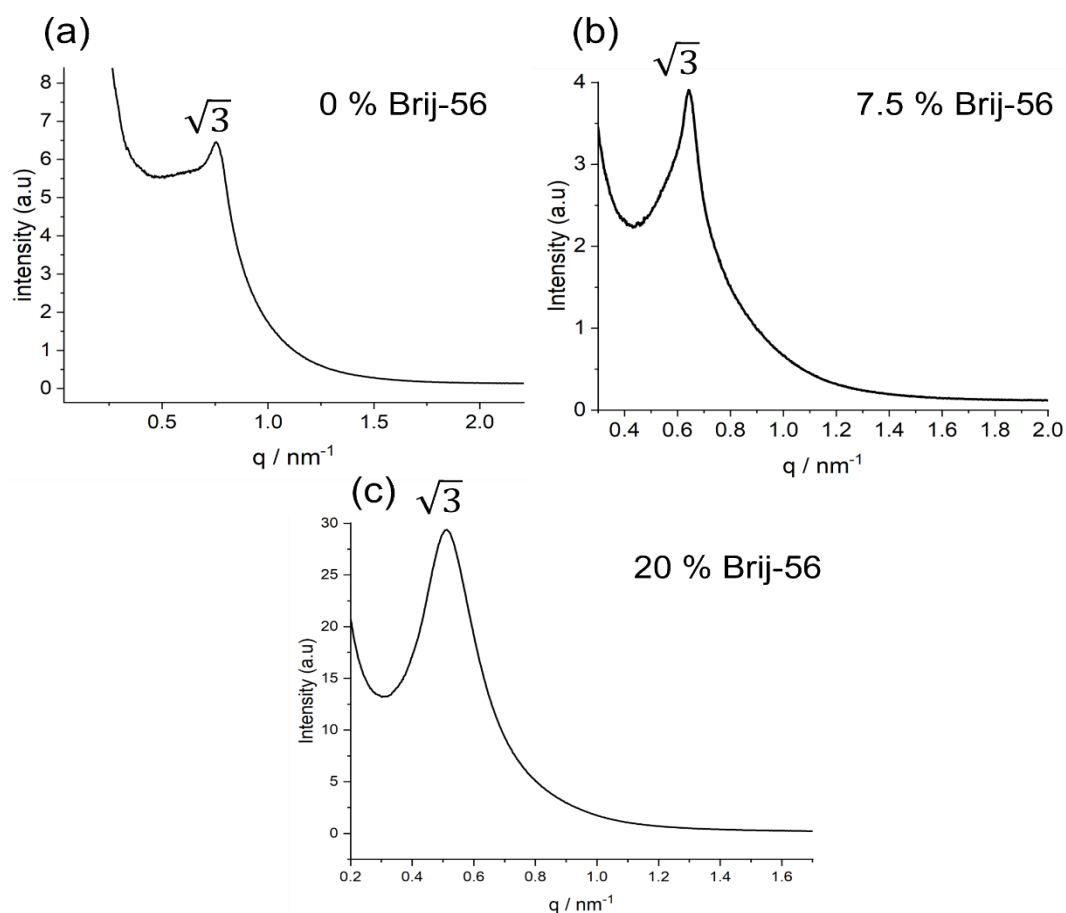 (a)
√3
0 % Brij-56
intensity (a.u)
8
7
6
5
4
3
2
1
0
0.5 1.0 1.5 2.0
q / nm⁻¹
(b)
√3
7.5 % Brij-56
Intensity (a.u)
4
3
2
1
0
0.4 0.6 0.8 1.0 1.2 1.4 1.6 1.8 2.0
q / nm⁻¹
(c)
√3
20 % Brij-56
Intensity (a.u)
30
25
20
15
10
5
0
0.2 0.4 0.6 0.8 1.0 1.2 1.4 1.6
q / nm⁻¹